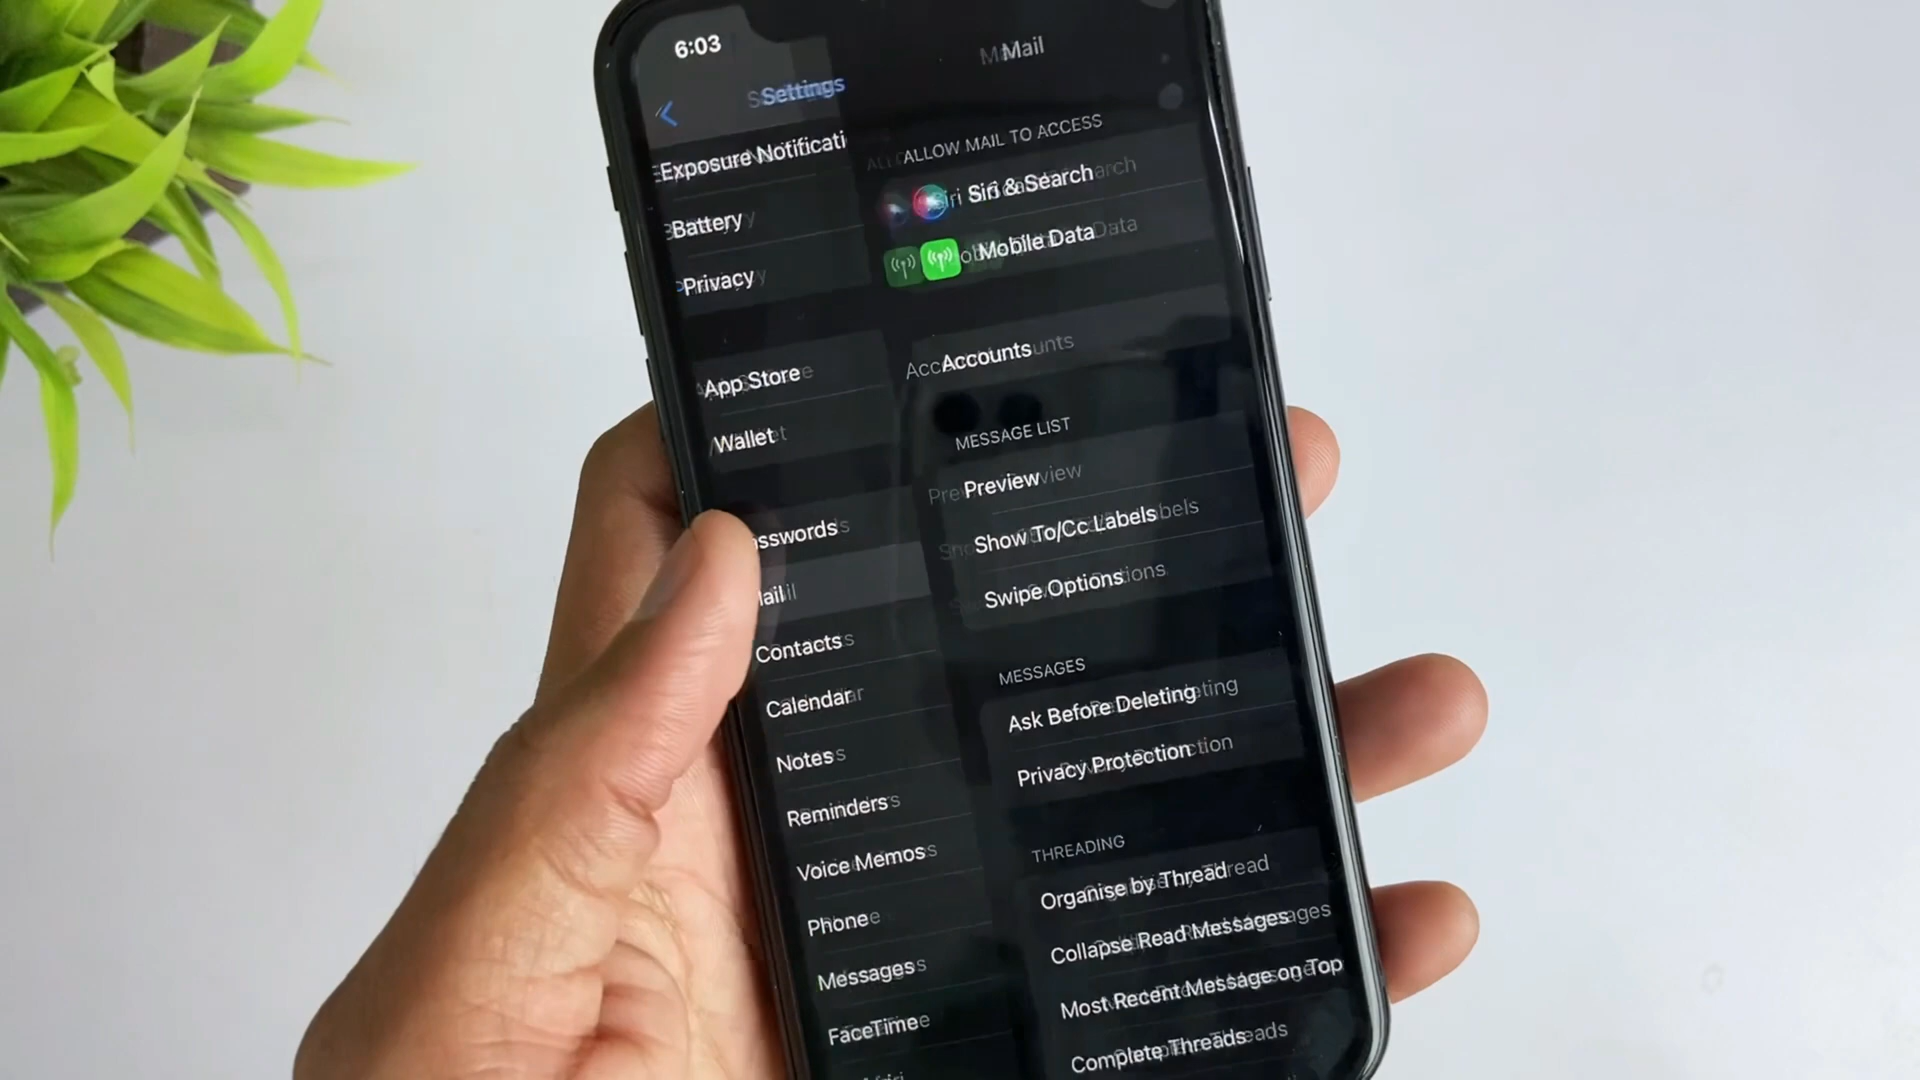 6:03
Settings
Exposure Notificati
Battery
Privacy
App Store
Wallet
asswords
ail
Contacts
Calendar
Notes
Reminders
Voice Memos
Phone
Messages
FaceTime
Mail
ALLOW MAIL TO ACCESS
Siri & Search
Mobile Data
Accounts
MESSAGE LIST
Preview
Show To/Cc Labels
Swipe Options
MESSAGES
Ask Before Deleting
Privacy Protection
THREADING
Organise by Thread
Collapse Read Messages
Most Recent Message on Top
Complete Threads